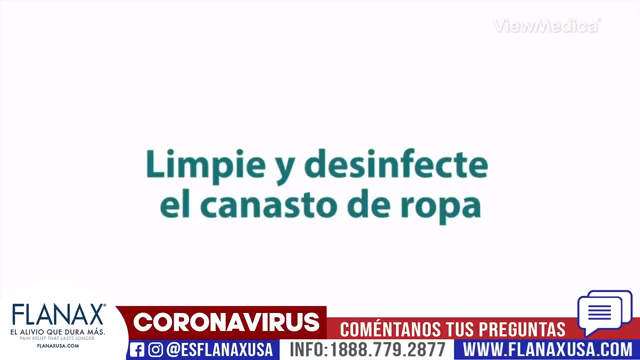 ViewMedica®
Limpie y desinfecte
el canasto de ropa
FLANAX®
EL ALIVIO QUE DURA MÁS.
PAIN RELIEF THAT LASTS LONGER
FLANAXUSA.COM
CORONAVIRUS
COMÉNTANOS TUS PREGUNTAS
@ESFLANAXUSA
INFO:1888.779.2877
WWW.FLANAXUSA.COM